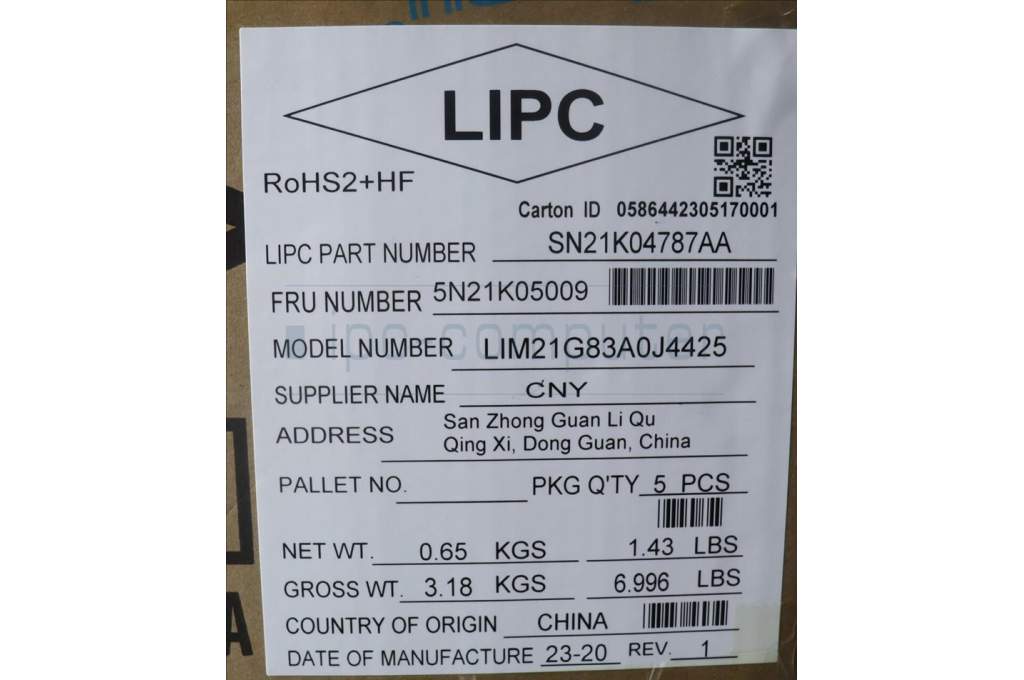 LIPC
RoHS2+HF
Carton ID 0586442305170001
LIPC PART NUMBER SN21K04787AA
FRU NUMBER 5N21K05009
ipc computer
MODEL NUMBER LIM21G83A0J4425
SUPPLIER NAME CNY
ADDRESS San Zhong Guan Li Qu
Qing Xi, Dong Guan, China
PALLET NO. PKG Q'TY 5 PCS
NET WT. 0.65 KGS 1.43 LBS
GROSS WT. 3.18 KGS 6.996 LBS
COUNTRY OF ORIGIN CHINA
DATE OF MANUFACTURE 23-20 REV. 1
A